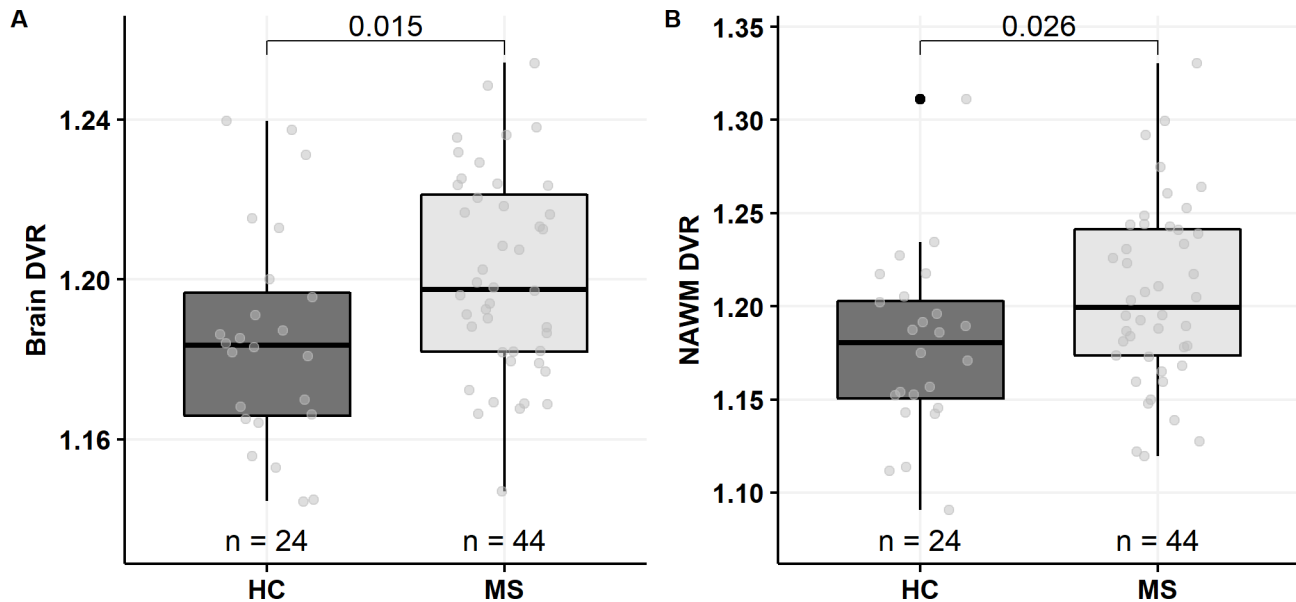 A
0.015
Brain DVR
1.24
1.20
1.16
n = 24
n = 44
HC
MS
B
0.026
NAWM DVR
1.35
1.30
1.25
1.20
1.15
1.10
n = 24
n = 44
HC
MS